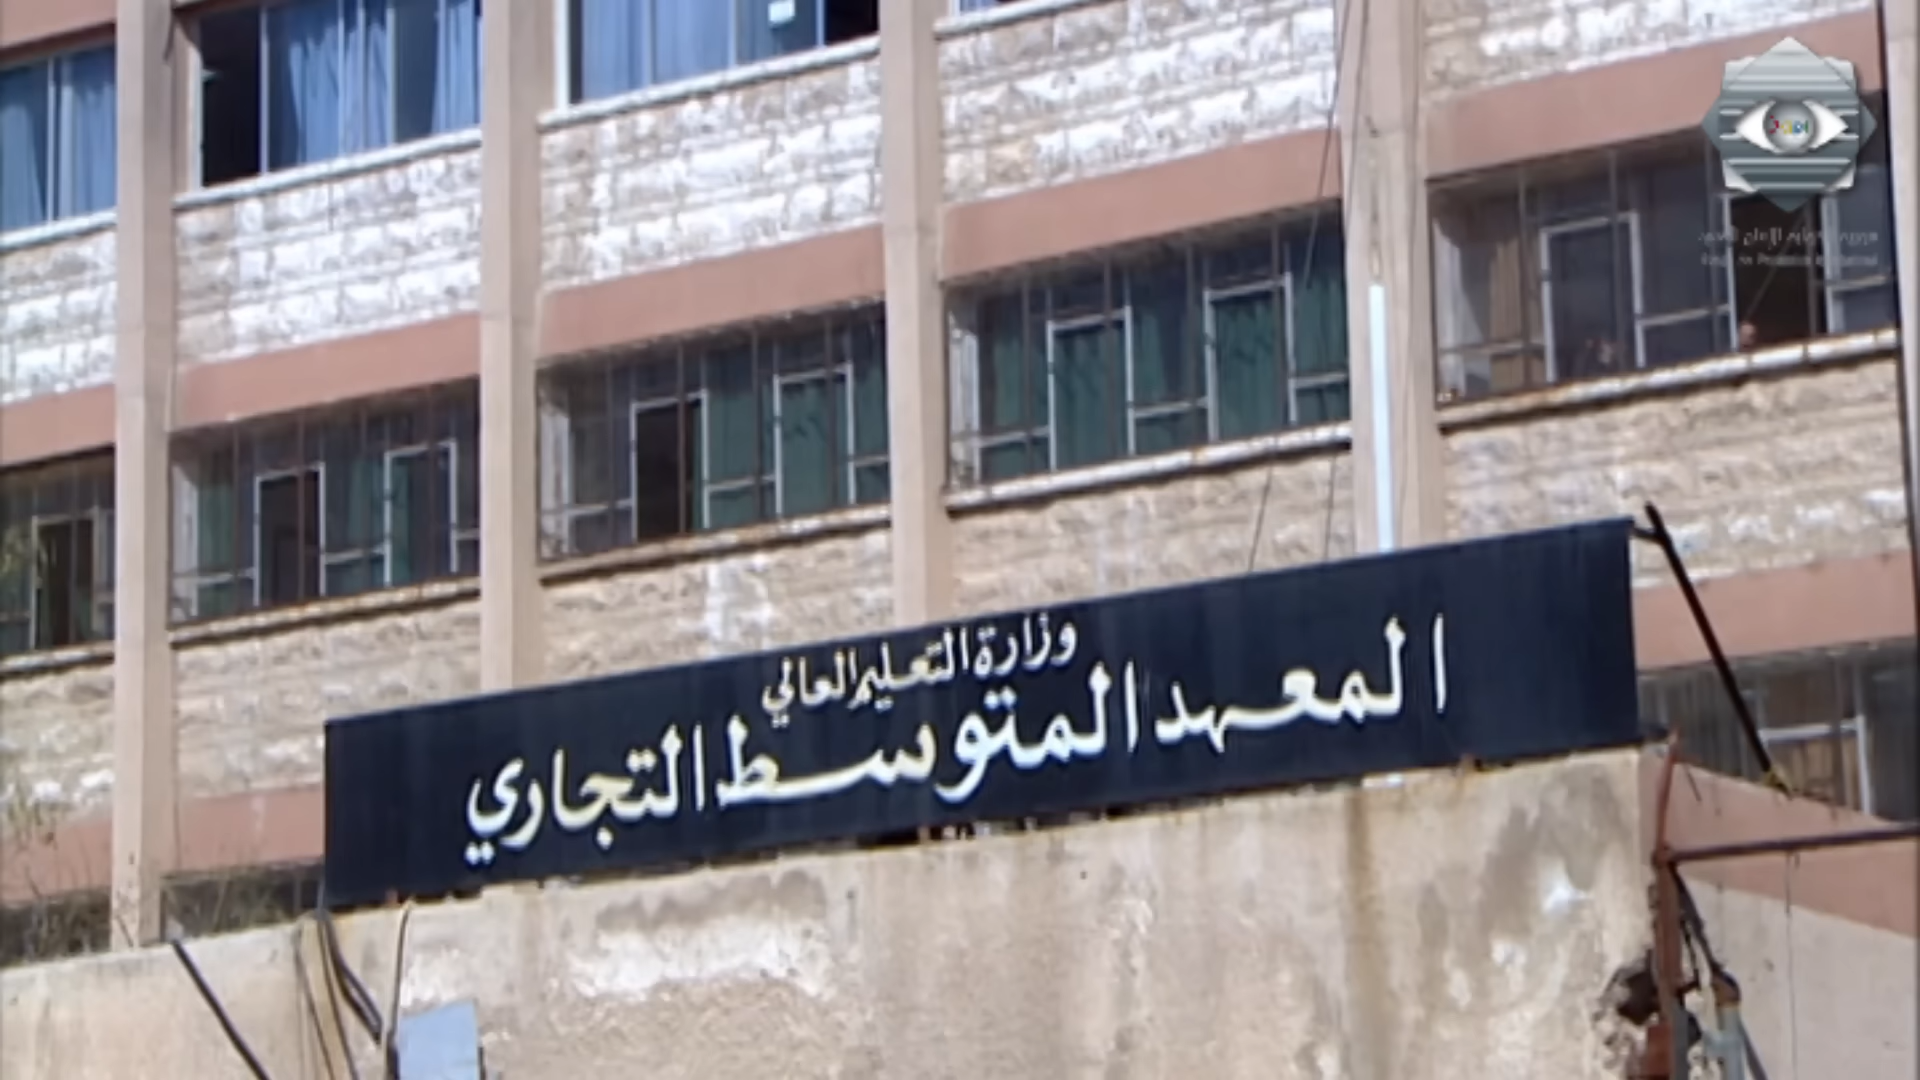 وزارة التعليم العالي
المعهد المتوسط التجاري